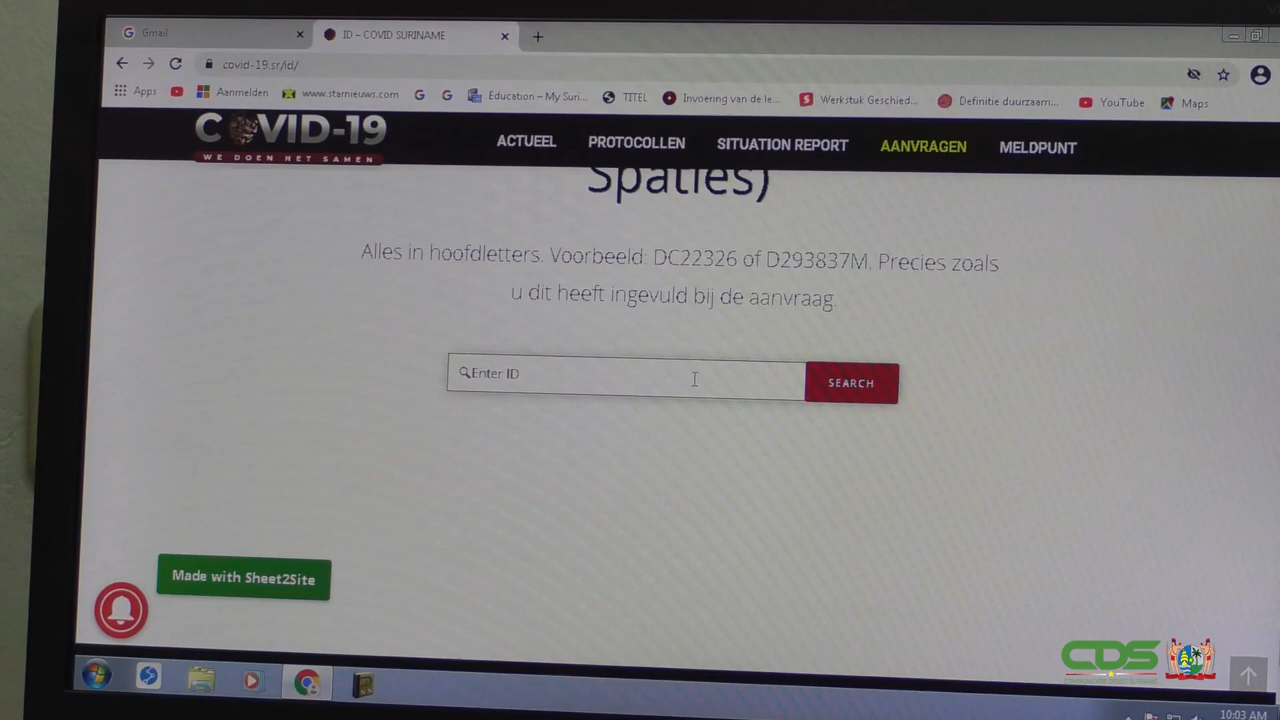 Gmail
ID – COVID SURINAME
covid-19.sr/id/
Apps
Aanmelden
www.starnieuws.com
Education – My Suri...
TITEL
Invoering van de le...
Werkstuk Geschied...
Definitie duurzaam...
YouTube
Maps
COVID-19
WE DOEN HET SAMEN
ACTUEEL
PROTOCOLLEN
SITUATION REPORT
AANVRAGEN
MELDPUNT
Spaties)
Alles in hoofdletters. Voorbeeld: DC22326 of D293837M. Precies zoals
u dit heeft ingevuld bij de aanvraag.
Enter ID
SEARCH
Made with Sheet2Site
CDS
10:03 AM